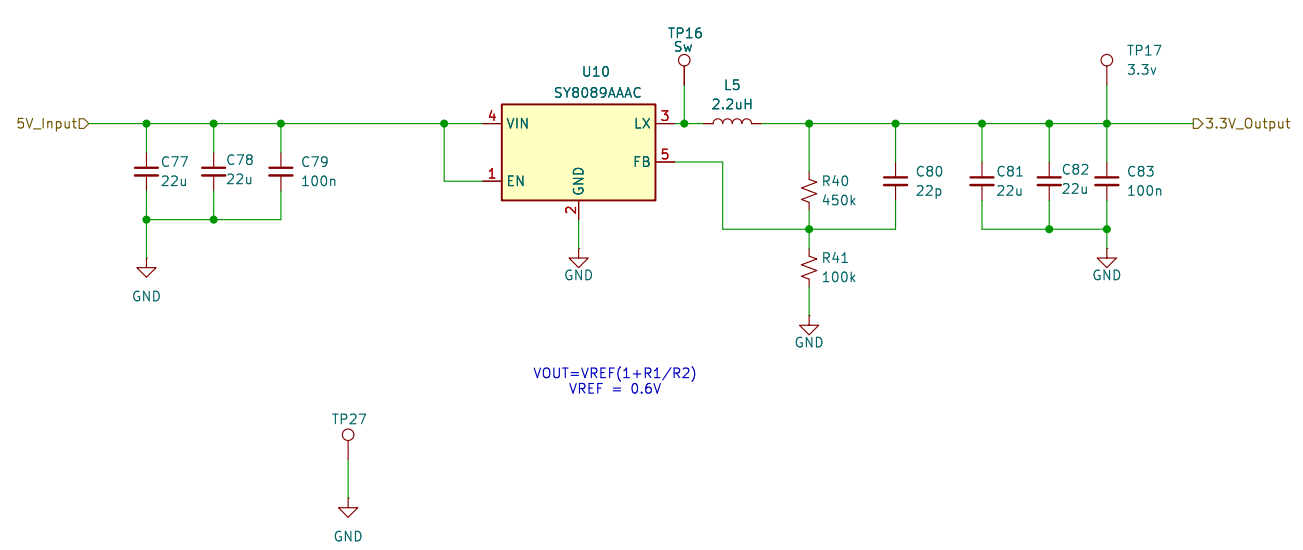 TP16
Sw
TP17
3.3v
U10
SY8089AAAC
L5
2.2uH
5V_Input
4
VIN
LX
3
3.3V_Output
FB
5
1
EN
GND
2
C77
22u
C78
22u
C79
100n
R40
450k
C80
22p
C81
22u
C82
22u
C83
100n
R41
100k
GND
GND
GND
GND
VOUT=VREF(1+R1/R2)
VREF = 0.6V
TP27
GND